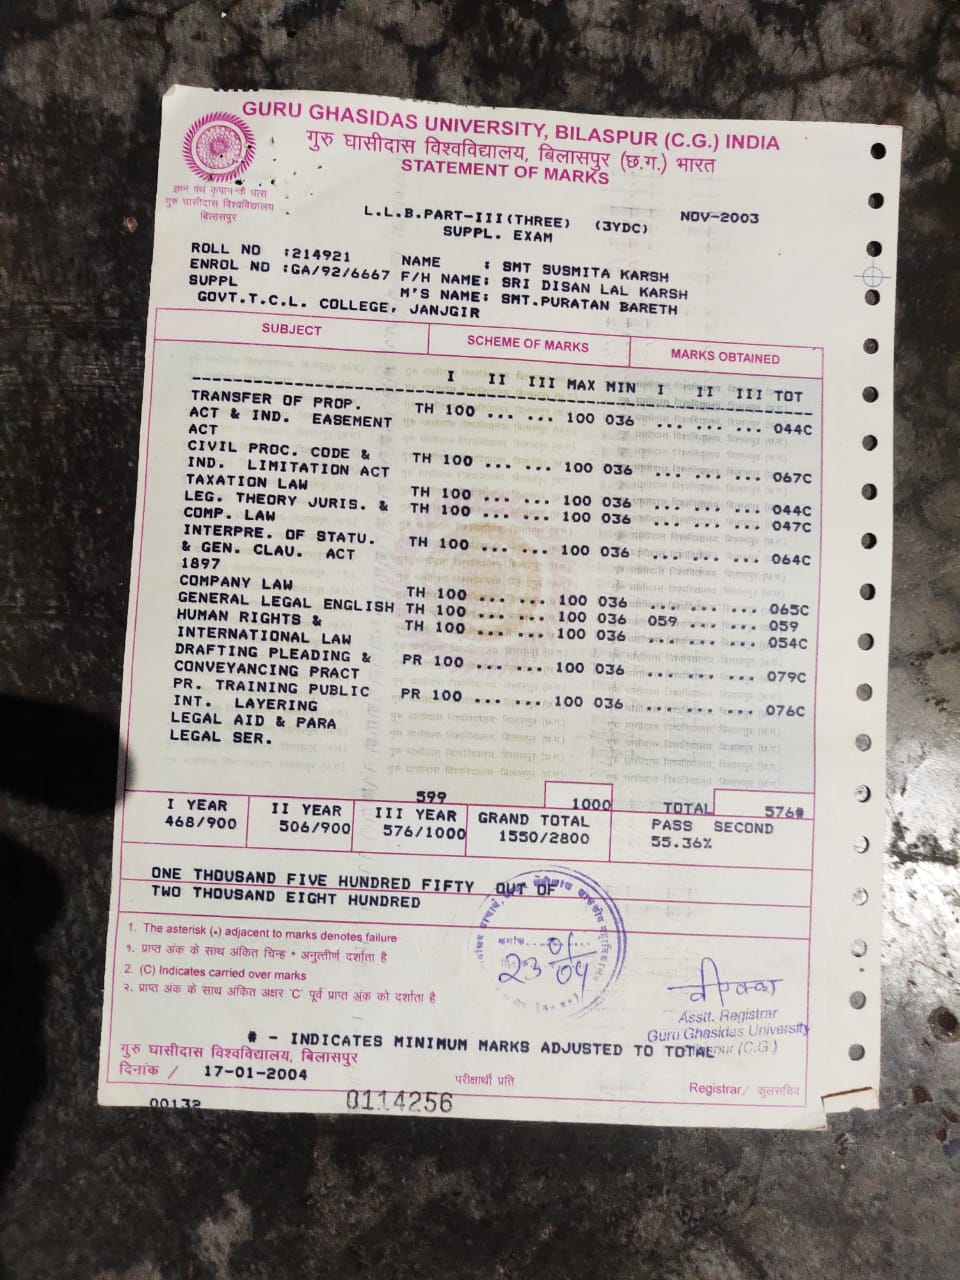 GURU GHASIDAS UNIVERSITY, BILASPUR (C.G.) INDIA
गुरु घासीदास विश्वविद्यालय, बिलासपुर (छ.ग.) भारत
STATEMENT OF MARKS
गुरु घासीदास विश्वविद्यालय
बिलासपुर
L.L.B.PART-III(THREE) (3YDC) NOV-2003
SUPPL. EXAM
ROLL NO :214921 NAME : SMT SUSMITA KARSH
ENROL NO :GA/92/6667 F/H NAME: SRI DISAN LAL KARSH
SUPPL M'S NAME: SMT.PURATAN BARETH
GOVT.T.C.L. COLLEGE, JANJGIR
SUBJECT SCHEME OF MARKS MARKS OBTAINED
I II III MAX MIN I II III TOT
TRANSFER OF PROP. TH 100 ... ... 100 036 ... ... ... 044C
ACT & IND. EASEMENT
ACT
CIVIL PROC. CODE & TH 100 ... ... 100 036 ... ... ... 067C
IND. LIMITATION ACT
TAXATION LAW TH 100 ... ... 100 036 ... ... ... 044C
LEG. THEORY JURIS. & TH 100 ... ... 100 036 ... ... ... 047C
COMP. LAW
INTERPRE. OF STATU. TH 100 ... ... 100 036 ... ... ... 064C
& GEN. CLAU. ACT
1897
COMPANY LAW TH 100 ... ... 100 036 ... ... ... 065C
GENERAL LEGAL ENGLISH TH 100 ... ... 100 036 059 ... ... 059
HUMAN RIGHTS & TH 100 ... ... 100 036 ... ... ... 054C
INTERNATIONAL LAW
DRAFTING PLEADING & PR 100 ... ... 100 036 ... ... ... 079C
CONVEYANCING PRACT
PR. TRAINING PUBLIC PR 100 ... ... 100 036 ... ... ... 076C
INT. LAYERING
LEGAL AID & PARA
LEGAL SER.
599 1000 TOTAL 576#
I YEAR II YEAR III YEAR GRAND TOTAL PASS SECOND
468/900 506/900 576/1000 1550/2800 55.36%
ONE THOUSAND FIVE HUNDRED FIFTY OUT OF
TWO THOUSAND EIGHT HUNDRED
1. The asterisk (*) adjacent to marks denotes failure
१. प्राप्त अंक के साथ अंकित चिन्ह * अनुत्तीर्ण दर्शाता है
2. (C) Indicates carried over marks
२. प्राप्त अंक के साथ अंकित अक्षर 'C' पूर्व प्राप्त अंक को दर्शाता है
23 01 04
Asstt. Registrar
Guru Ghasidas University
(C.G.)
# - INDICATES MINIMUM MARKS ADJUSTED TO TOTAL
गुरु घासीदास विश्वविद्यालय, बिलासपुर
दिनांक / 17-01-2004
परीक्षार्थी प्रति
Registrar / कुलसचिव
00132 0114256